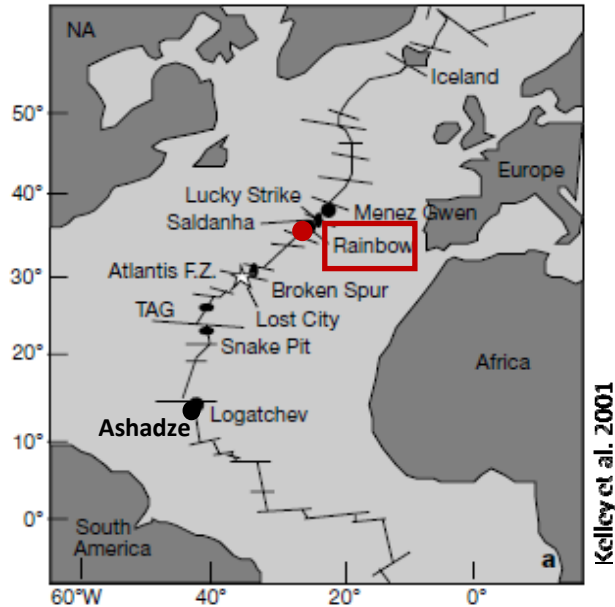 NA
Iceland
50°
Europe
40°
Lucky Strike
Menez Gwen
Saldanha
Rainbow
30°
Atlantis F.Z.
Broken Spur
TAG
Lost City
20°
Snake Pit
Africa
Ashadze
Logatchev
10°
0°
South
America
a
60°W
40°
20°
0°
Kelley et al. 2001